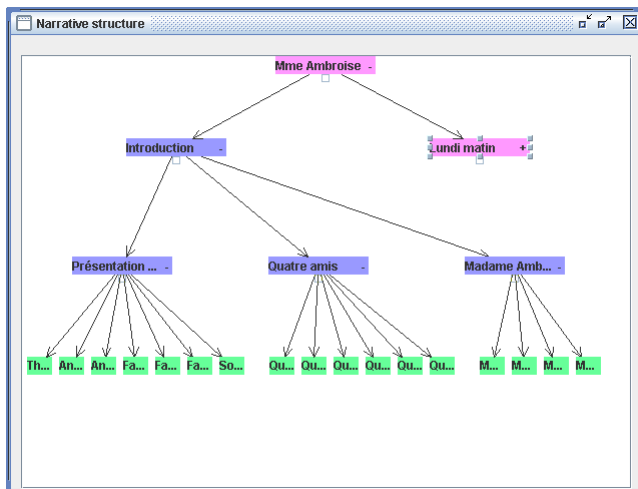 Narrative structure
Mme Ambroise -
Introduction -
Lundi matin +
Présentation ... -
Quatre amis -
Madame Amb... -
Th... An... An... Fa... Fa... Fa... So... Qu... Qu... Qu... Qu... Qu... Qu... M... M... M... M...